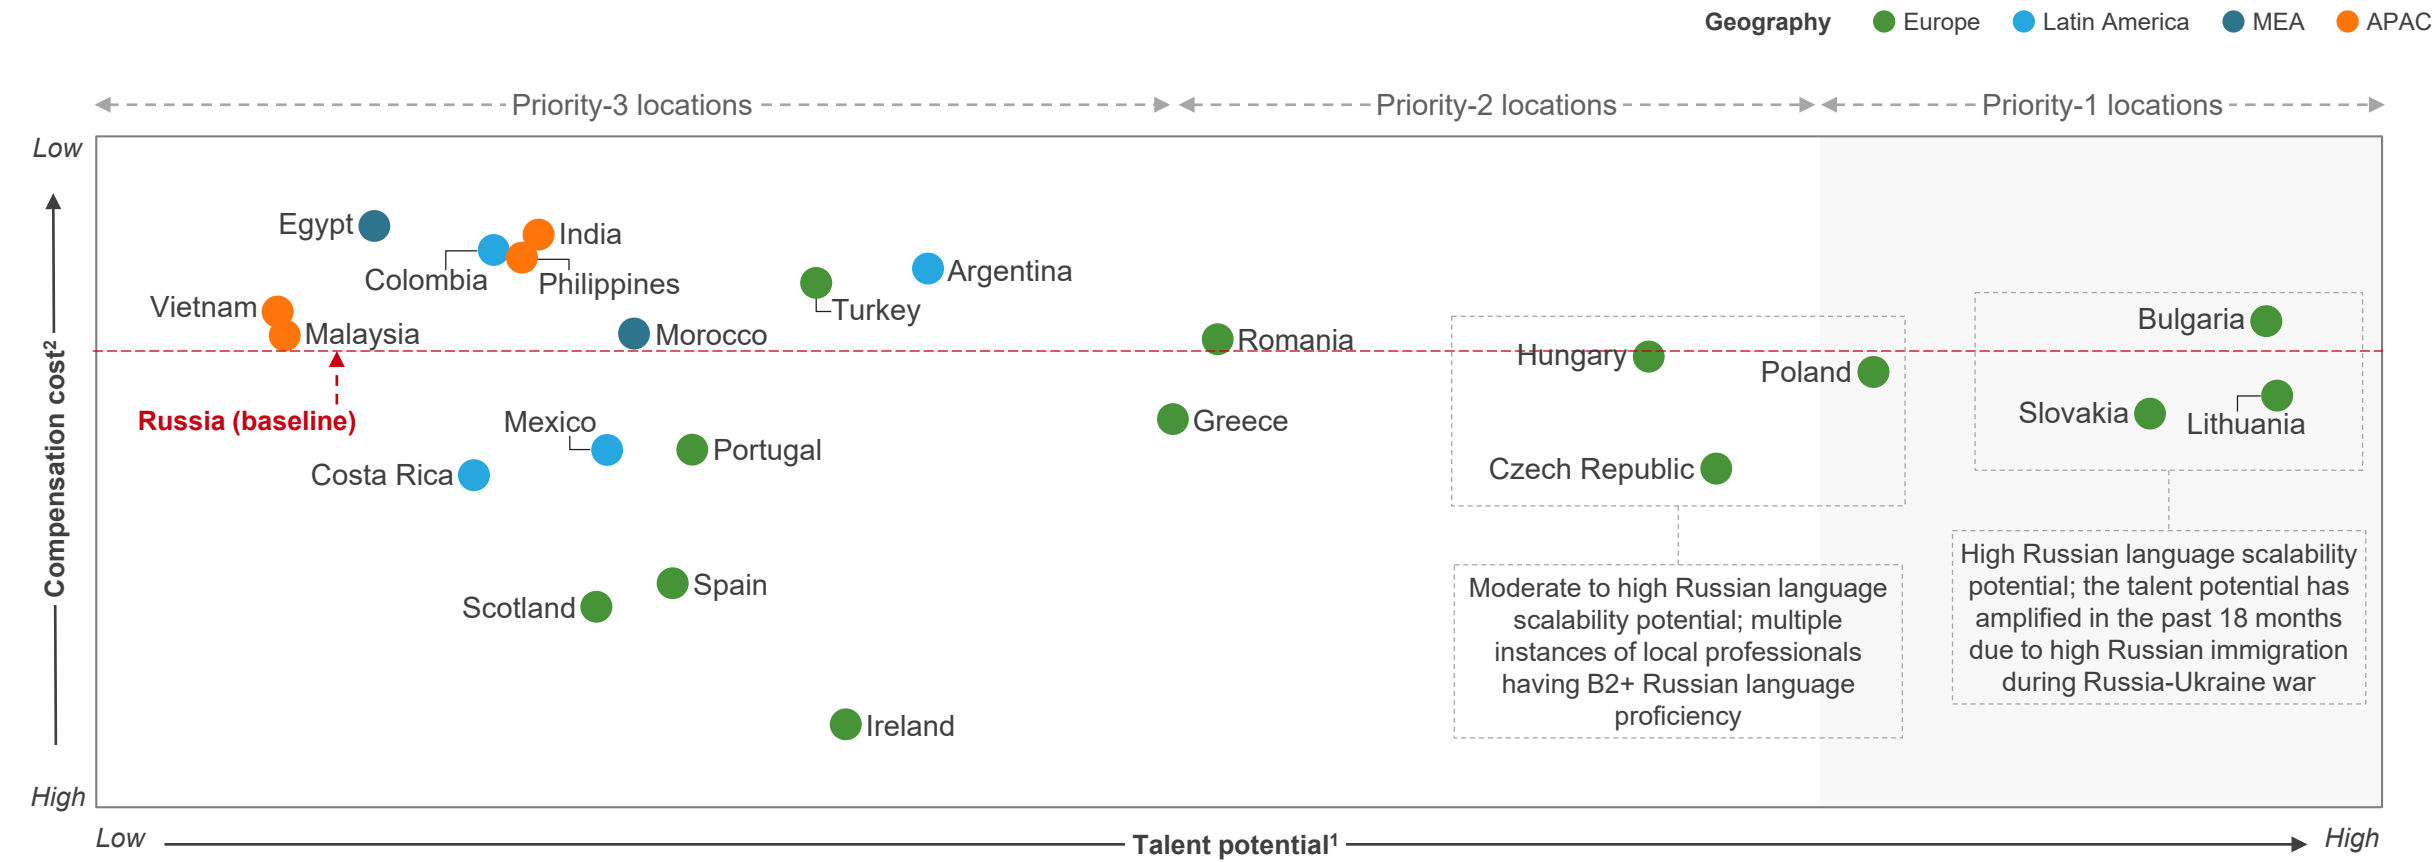 Geography
Europe
Latin America
MEA
APAC
Priority-3 locations
Priority-2 locations
Priority-1 locations
Low
Egypt
India
Colombia
Philippines
Argentina
Vietnam
Turkey
Malaysia
Morocco
Romania
Bulgaria
Hungary
Poland
Russia (baseline)
Mexico
Greece
Slovakia
Lithuania
Portugal
Costa Rica
Czech Republic
Compensation cost²
Spain
Scotland
Ireland
Moderate to high Russian language
scalability potential; multiple
instances of local professionals
having B2+ Russian language
proficiency
High Russian language scalability
potential; the talent potential has
amplified in the past 18 months
due to high Russian immigration
during Russia-Ukraine war
High
Low
Talent potential¹
High